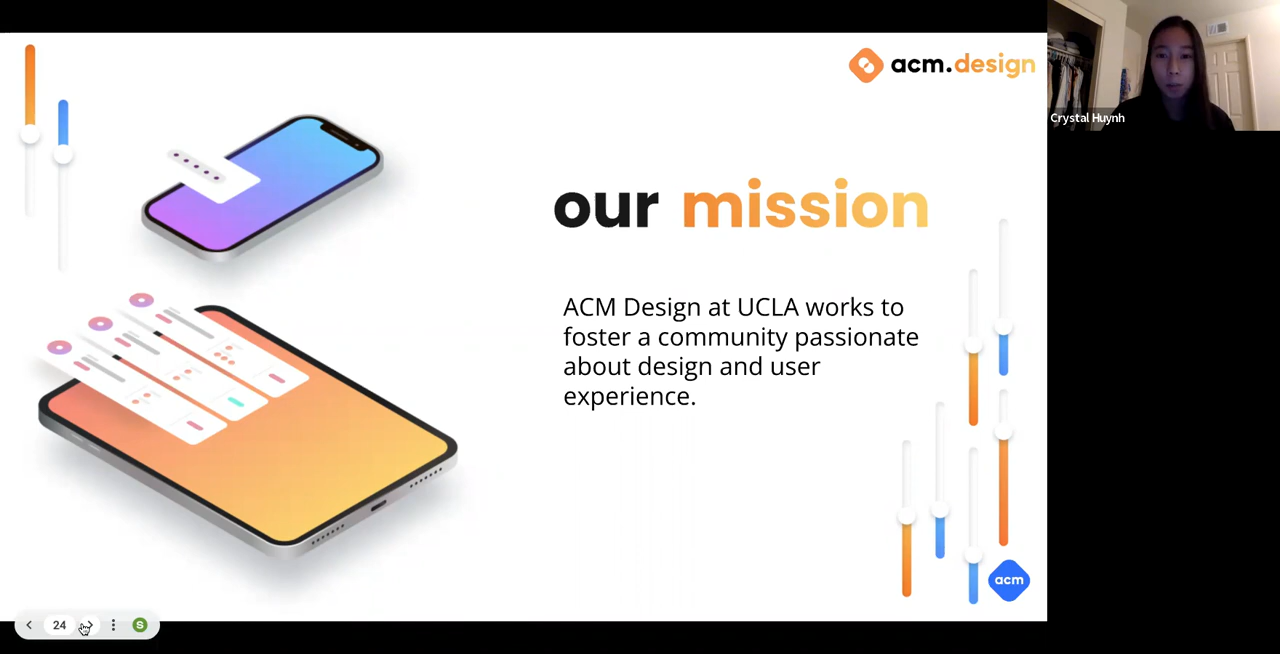 acm.design
Crystal Huynh
our mission
ACM Design at UCLA works to
foster a community passionate
about design and user
experience.
acm
24
S